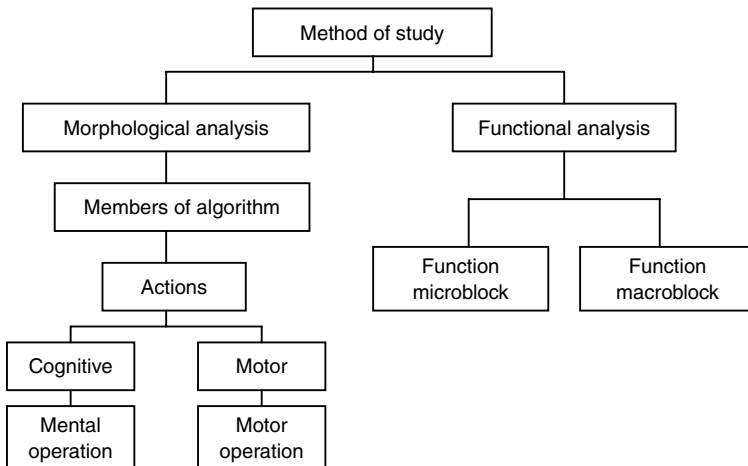 Method of study
Morphological analysis
Functional analysis
Members of algorithm
Function
microblock
Function
macroblock
Actions
Cognitive
Motor
Mental
operation
Motor
operation